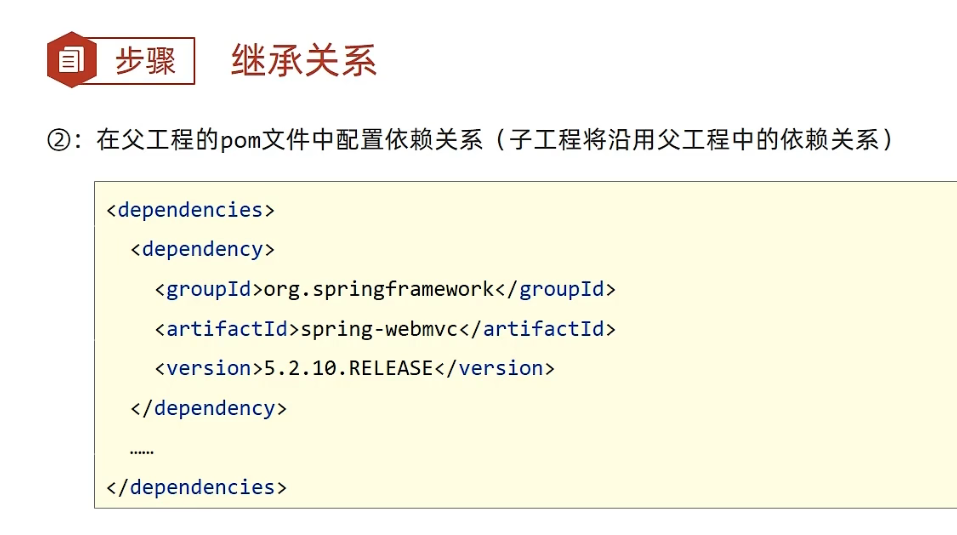 步骤 继承关系
②：在父工程的pom文件中配置依赖关系（子工程将沿用父工程中的依赖关系）
<dependencies>
<dependency>
<groupId>org.springframework</groupId>
<artifactId>spring-webmvc</artifactId>
<version>5.2.10.RELEASE</version>
</dependency>
……
</dependencies>